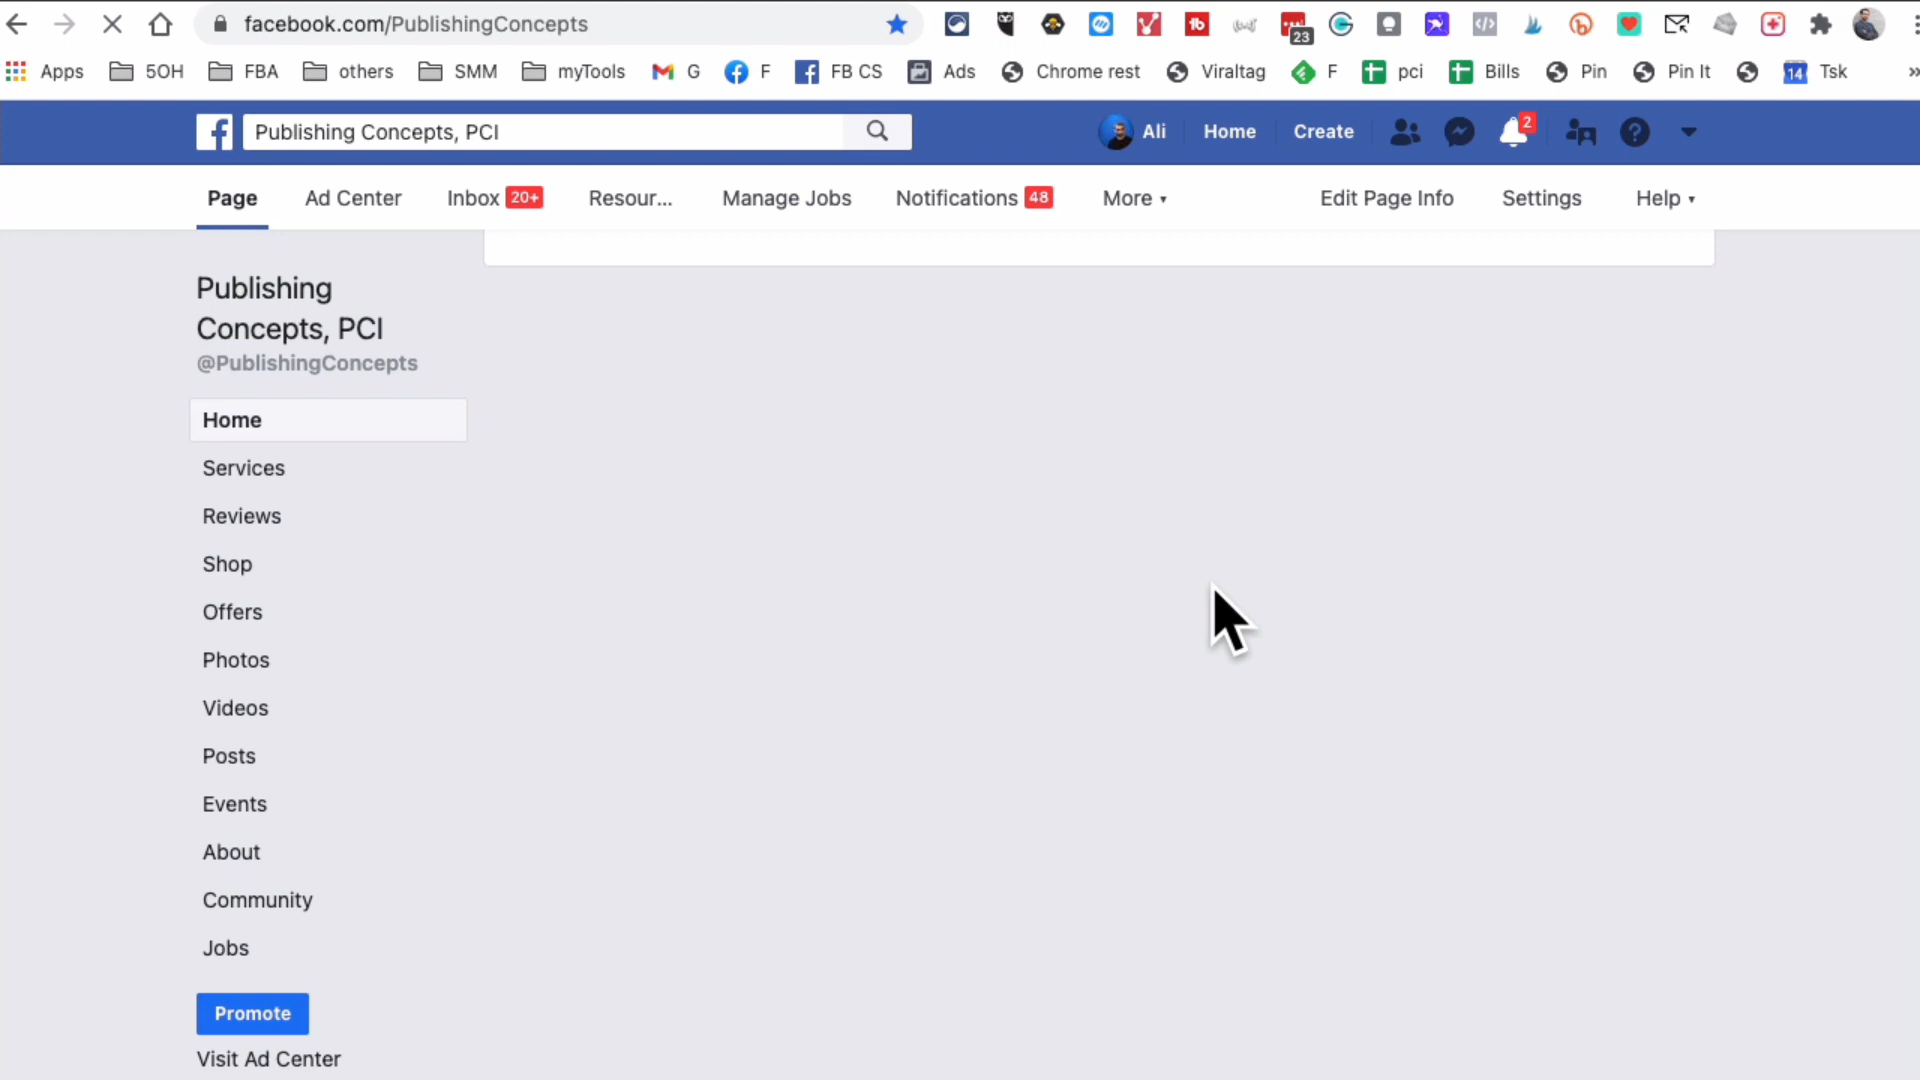 facebook.com/PublishingConcepts
23
Apps 5OH FBA others SMM myTools G F FB CS Ads Chrome rest Viraltag F pci Bills Pin Pin It 14 Tsk »
Publishing Concepts, PCI Ali Home Create 2
Page Ad Center Inbox 20+ Resour... Manage Jobs Notifications 48 More Edit Page Info Settings Help
Publishing
Concepts, PCI
@PublishingConcepts
Home
Services
Reviews
Shop
Offers
Photos
Videos
Posts
Events
About
Community
Jobs
Promote
Visit Ad Center